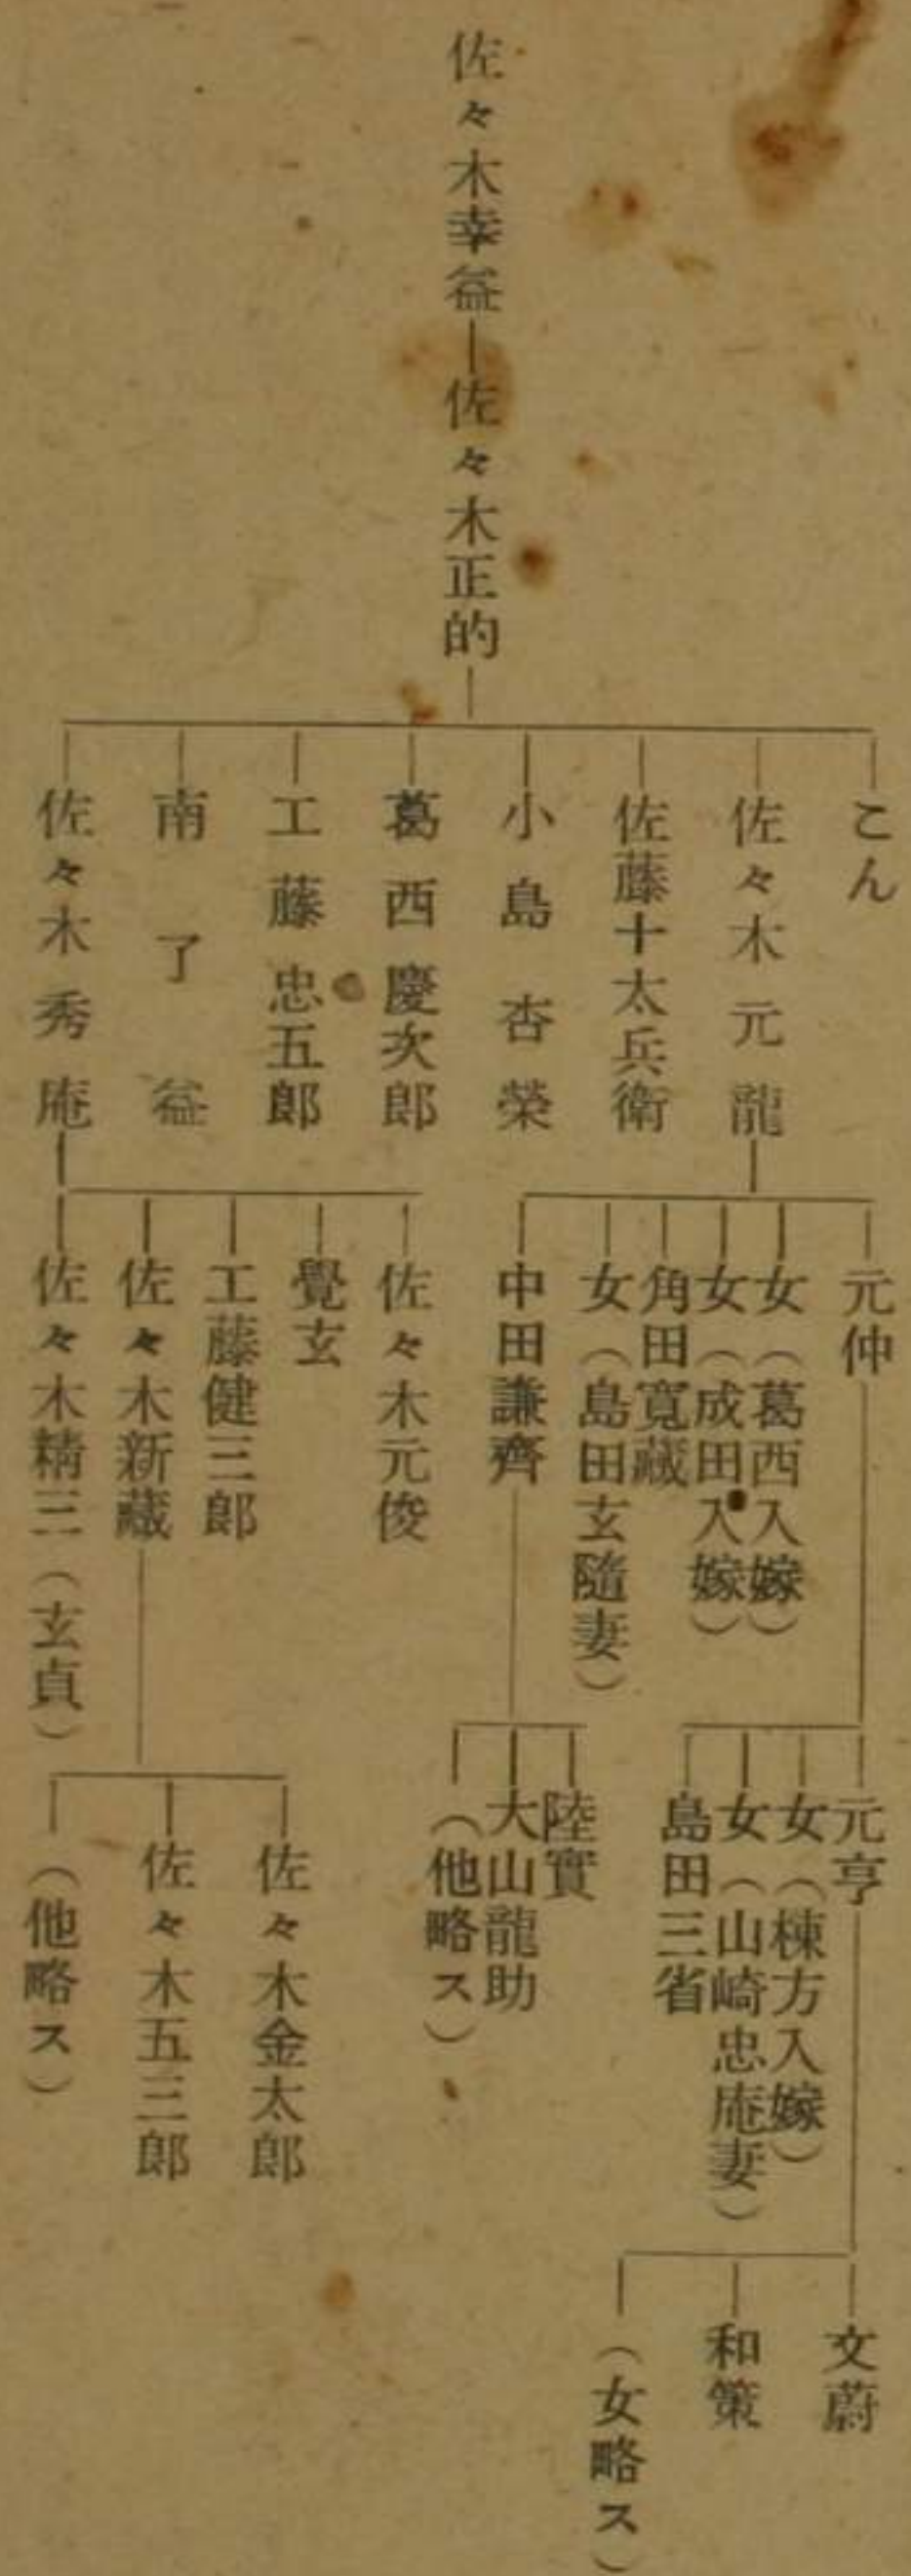 佐々木幸益
佐々木正的
こん
佐々木元龍
佐藤十太兵衛
小島杏榮
葛西慶次郎
工藤忠五郎
南了益
佐々木秀庵
元仲
女（葛西入嫁）
女（成田入嫁）
角田寛藏
女（島田玄隨妻）
中田謙齊
佐々木元俊
覺玄
工藤健三郎
佐々木新藏
佐々木精三（玄貞）
元亨
女（棟方入嫁）
女（山崎忠庵妻）
島田三省
陸實
大山龍助
（他略ス）
佐々木金太郎
佐々木五三郎
（他略ス）
文蔚
和策
（女略ス）